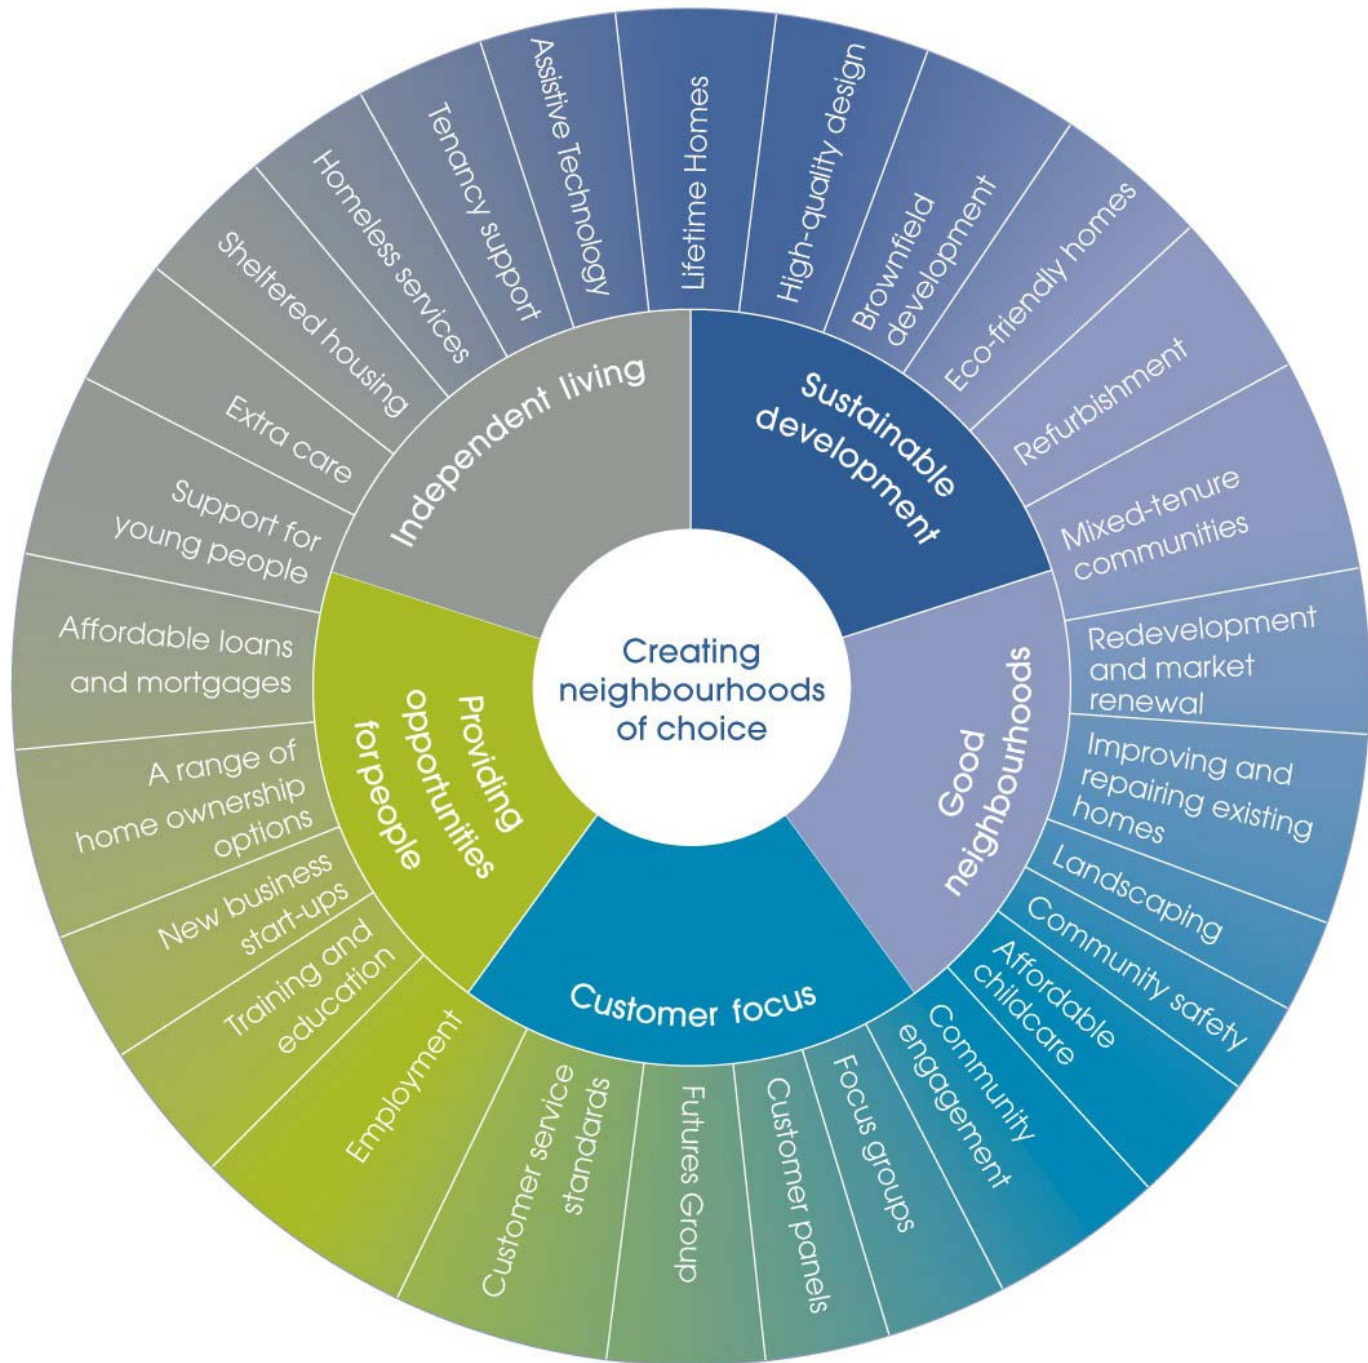 Creating
neighbourhoods
of choice
Sustainable
development
Good
neighbourhoods
Customer focus
Providing
opportunities
forpeople
Independent living
Lifetime Homes
High-quality design
Brownfield
development
Eco-friendly homes
Refurbishment
Mixed-tenure
communities
Redevelopment
and market
renewal
Improving and
repairing existing
homes
Landscaping
Community safety
Affordable
childcare
Community
engagement
Focus groups
Customer panels
Futures Group
Customer service
standards
Employment
Training and
education
New business
start-ups
A range of
home ownership
options
Affordable loans
and mortgages
Support for
young people
Extra care
Sheltered housing
Homeless services
Tenancy support
Assistive Technology